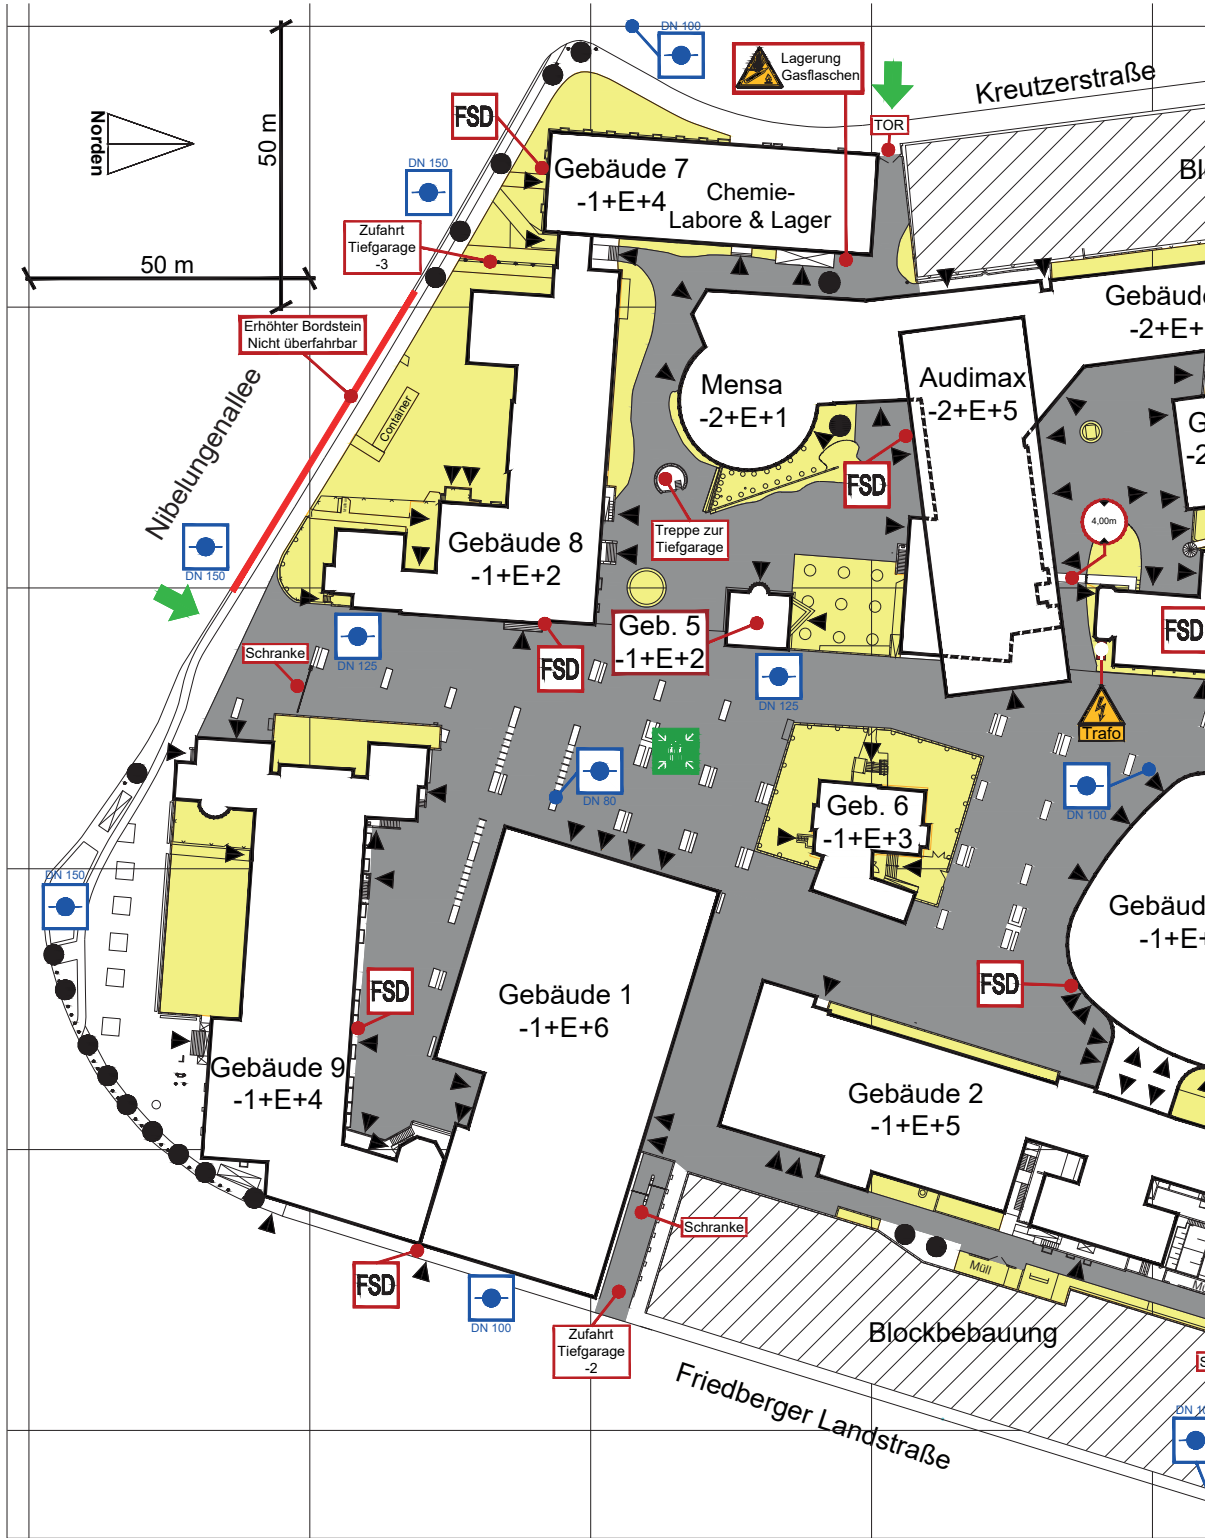 DN 100
Lagerung
Gasflaschen
Kreutzerstraße
TOR
Norden
50 m
50 m
FSD
DN 150
Gebäude 7
-1+E+4
Chemie-
Labore & Lager
Zufahrt
Tiefgarage
-3
Erhöhter Bordstein
Nicht überfahrbar
Nibelungenallee
Container
Mensa
-2+E+1
Audimax
-2+E+5
Gebäude
-2+E+
G
-2
FSD
4,00m
Treppe zur
Tiefgarage
Gebäude 8
-1+E+2
DN 150
Geb. 5
-1+E+2
FSD
FSD
DN 125
DN 125
Schranke
Trafo
DN 80
DN 100
Geb. 6
-1+E+3
DN 150
Gebäud
-1+E+
FSD
FSD
Gebäude 1
-1+E+6
Gebäude 9
-1+E+4
Gebäude 2
-1+E+5
Schranke
FSD
DN 100
Müll
Zufahrt
Tiefgarage
-2
Blockbebauung
Friedberger Landstraße